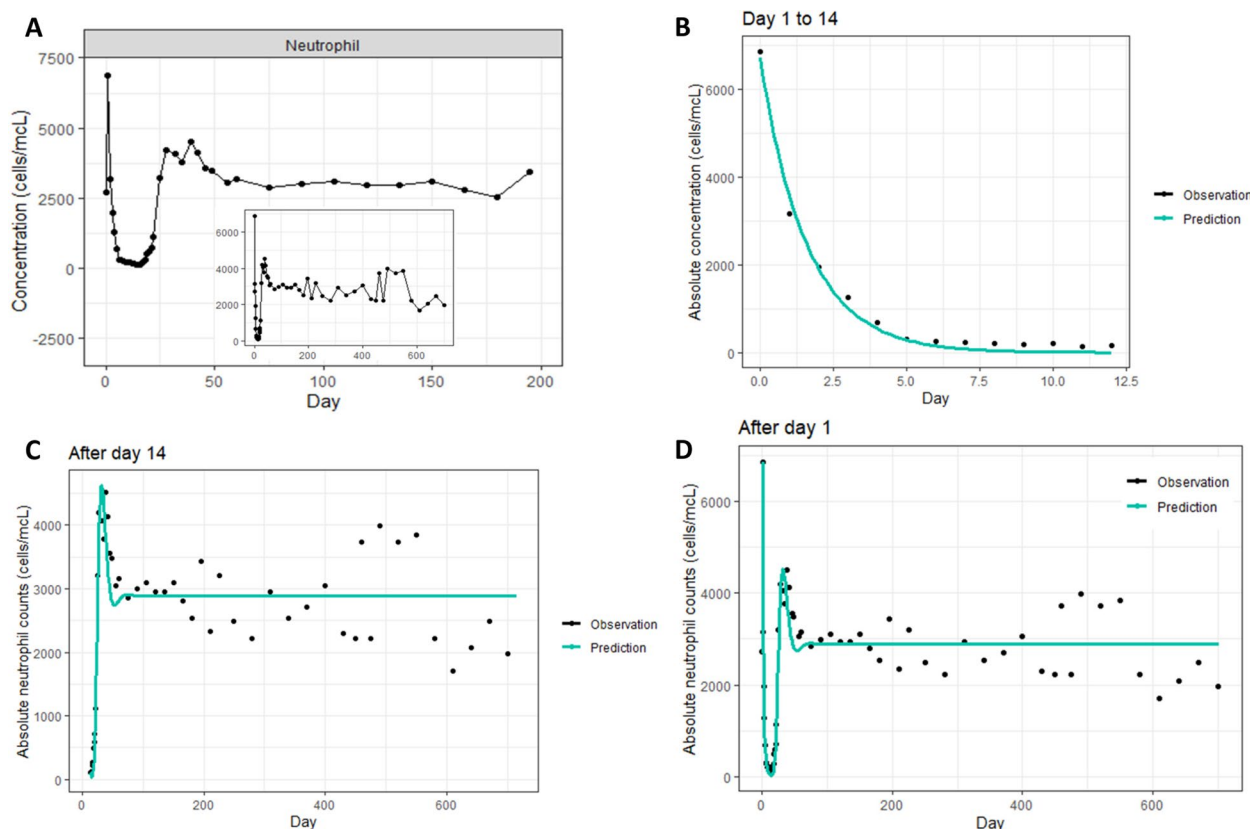 A
Neutrophil
Concentration (cells/mcL)
7500
5000
2500
0
-2500
6000
4000
2000
0
0
200
400
600
0
50
100
150
200
Day
B
Day 1 to 14
Absolute concentration (cells/mcL)
6000
4000
2000
0
0.0
2.5
5.0
7.5
10.0
12.5
Day
Observation
Prediction
C
After day 14
Absolute neutrophil counts (cells/mcL)
4000
3000
2000
1000
0
0
200
400
600
Day
Observation
Prediction
D
After day 1
Absolute neutrophil counts (cells/mcL)
6000
4000
2000
0
0
200
400
600
Day
Observation
Prediction